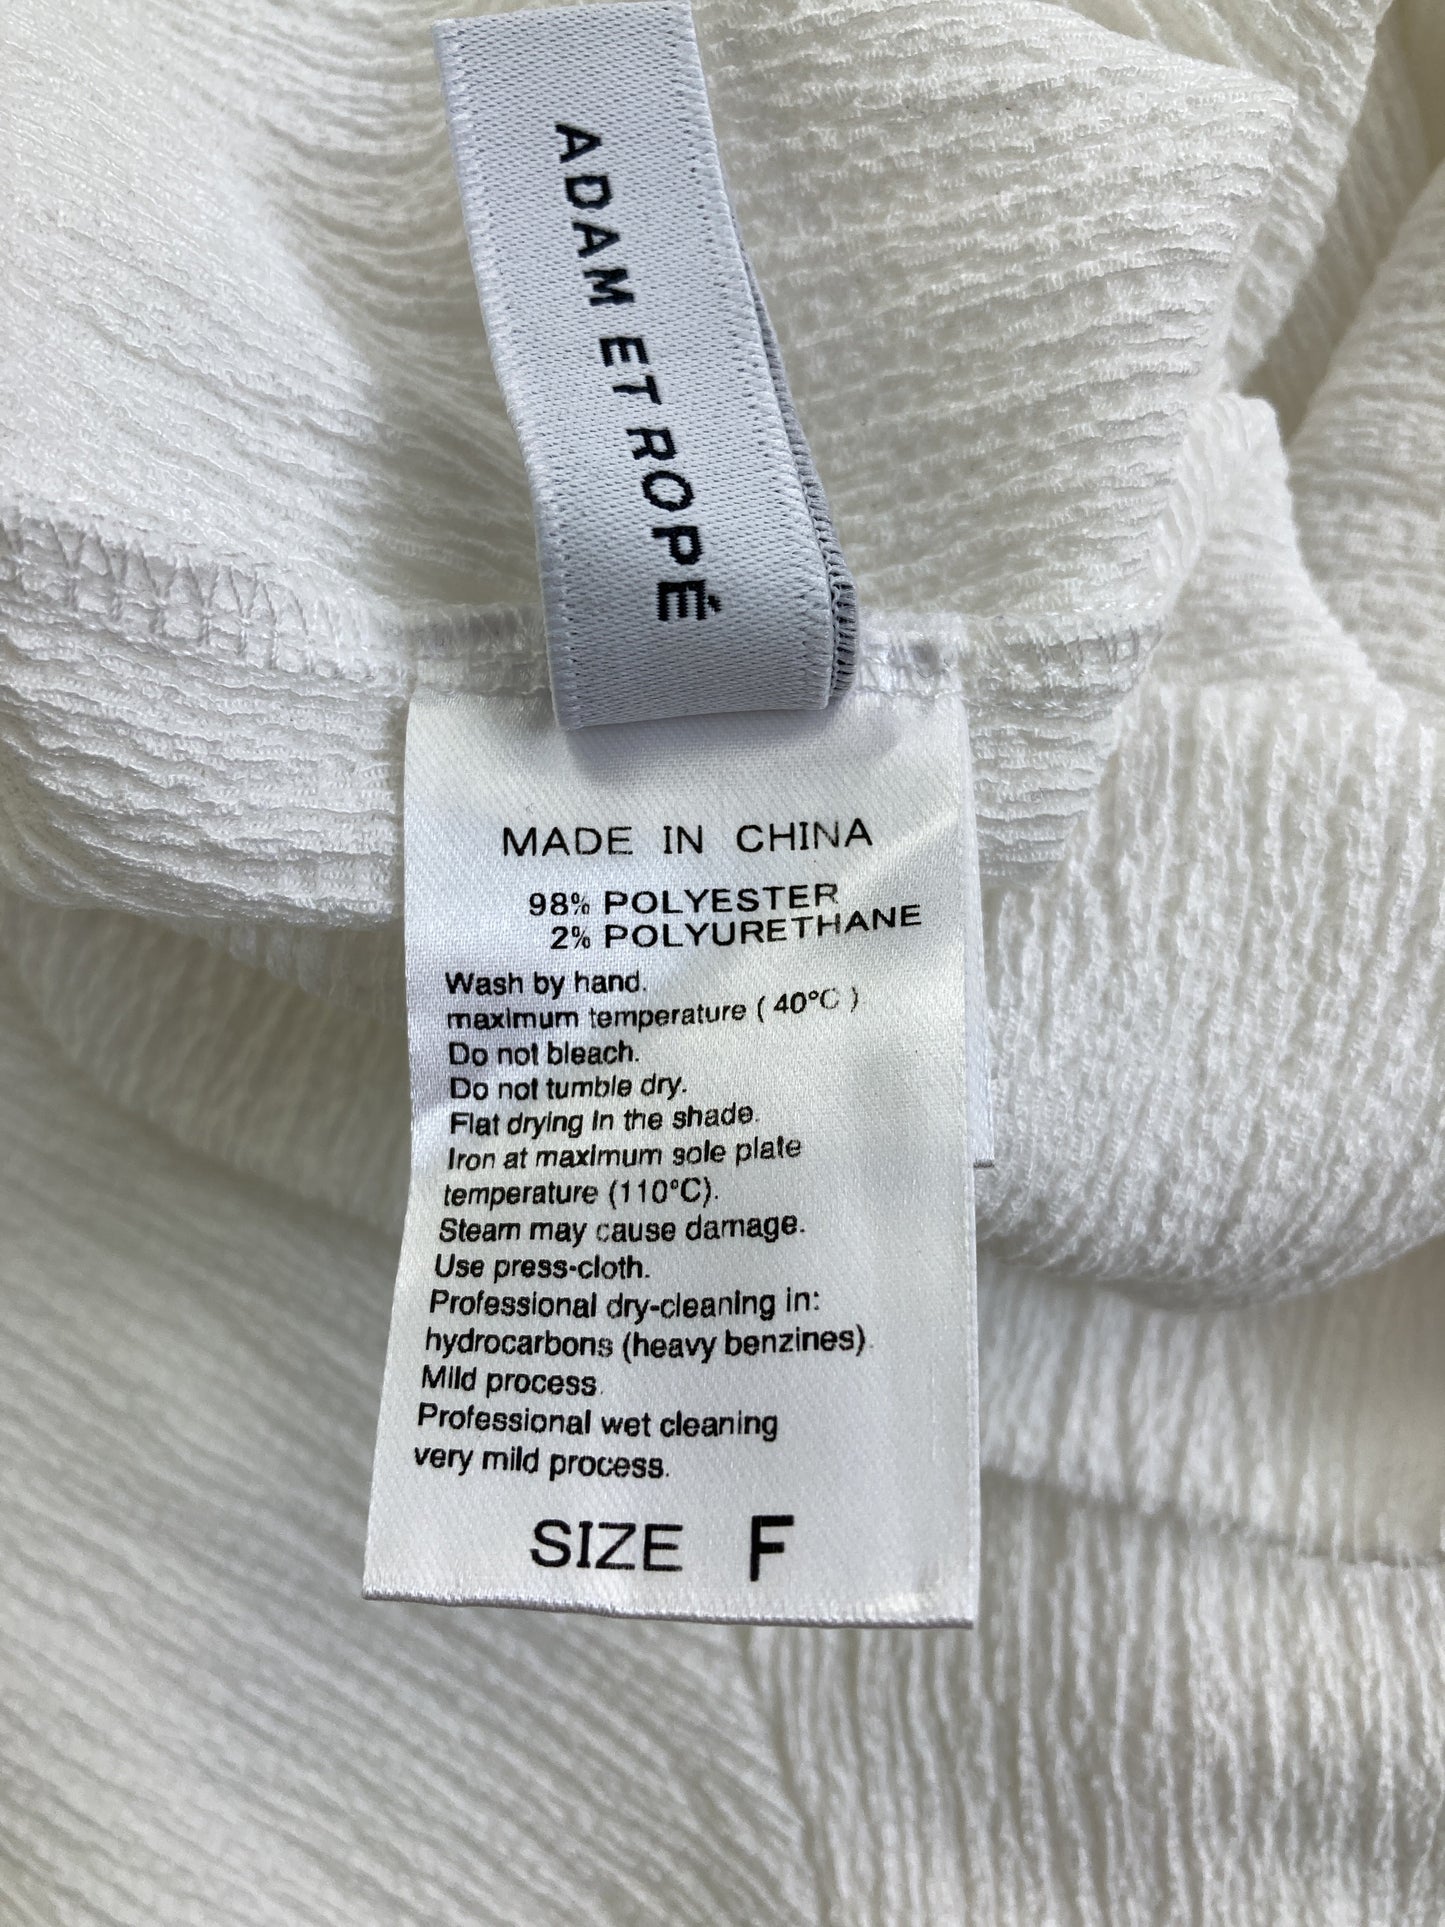 ADAM ET ROPÉ
MADE IN CHINA
98% POLYESTER
2% POLYURETHANE
Wash by hand.
maximum temperature ( 40°C )
Do not bleach.
Do not tumble dry.
Flat drying in the shade.
Iron at maximum sole plate
temperature (110°C).
Steam may cause damage.
Use press-cloth.
Professional dry-cleaning in:
hydrocarbons (heavy benzines).
Mild process.
Professional wet cleaning
very mild process.
SIZE F